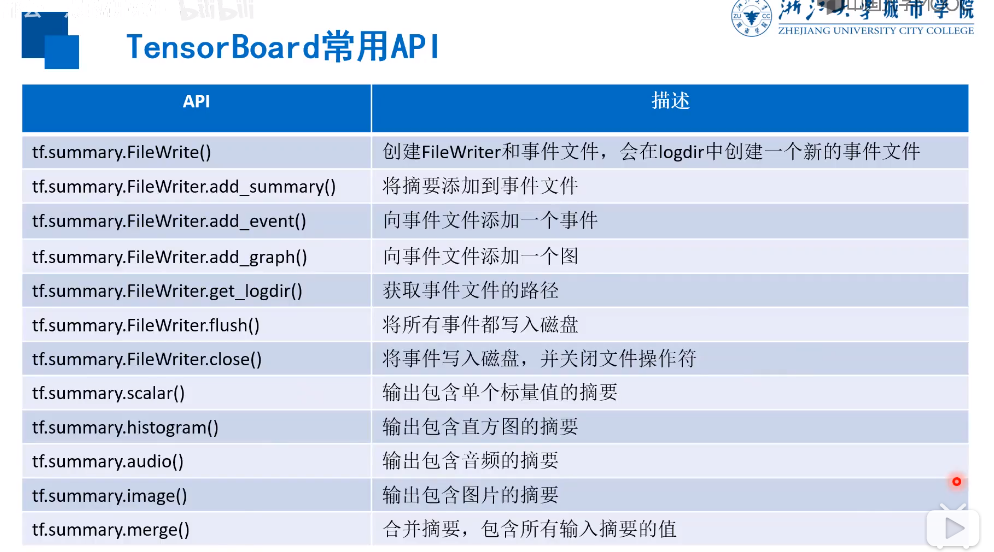 bilibili
ZHEJIANG UNIVERSITY CITY COLLEGE
TensorBoard常用API
API 描述
tf.summary.FileWrite() 创建FileWriter和事件文件，会在logdir中创建一个新的事件文件
tf.summary.FileWriter.add_summary() 将摘要添加到事件文件
tf.summary.FileWriter.add_event() 向事件文件添加一个事件
tf.summary.FileWriter.add_graph() 向事件文件添加一个图
tf.summary.FileWriter.get_logdir() 获取事件文件的路径
tf.summary.FileWriter.flush() 将所有事件都写入磁盘
tf.summary.FileWriter.close() 将事件写入磁盘，并关闭文件操作符
tf.summary.scalar() 输出包含单个标量值的摘要
tf.summary.histogram() 输出包含直方图的摘要
tf.summary.audio() 输出包含音频的摘要
tf.summary.image() 输出包含图片的摘要
tf.summary.merge() 合并摘要，包含所有输入摘要的值